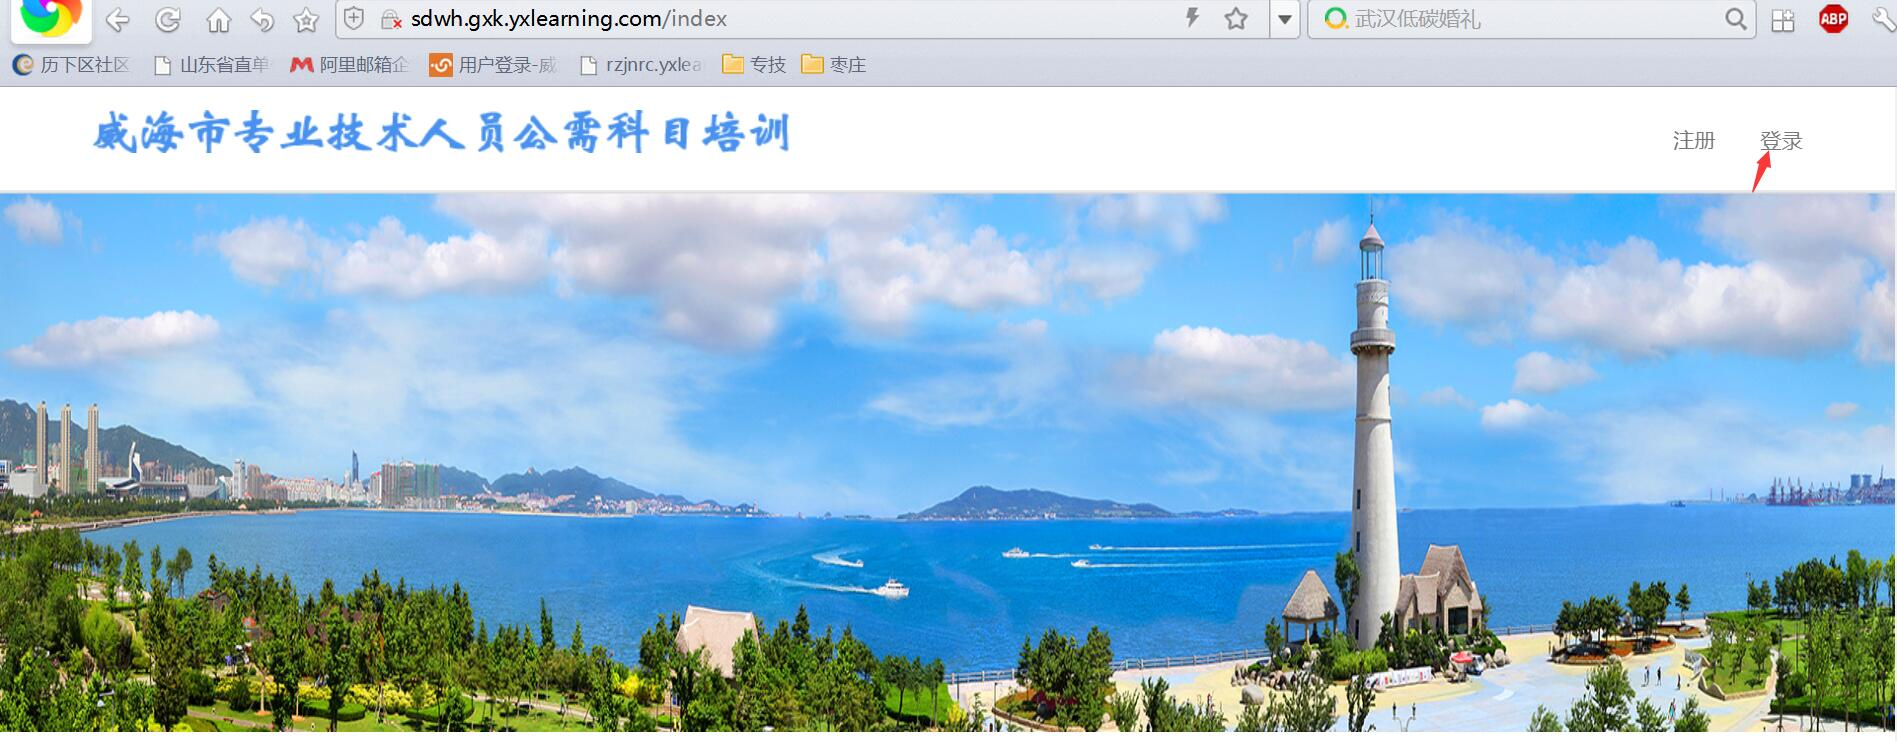 sdwh.gxk.yxlearning.com/index
武汉低碳婚礼
ABP
历下区社区
山东省直单
阿里邮箱企
用户登录-威
rzjnrc.yxlea
专技
枣庄
威海市专业技术人员公需科目培训
注册
登录